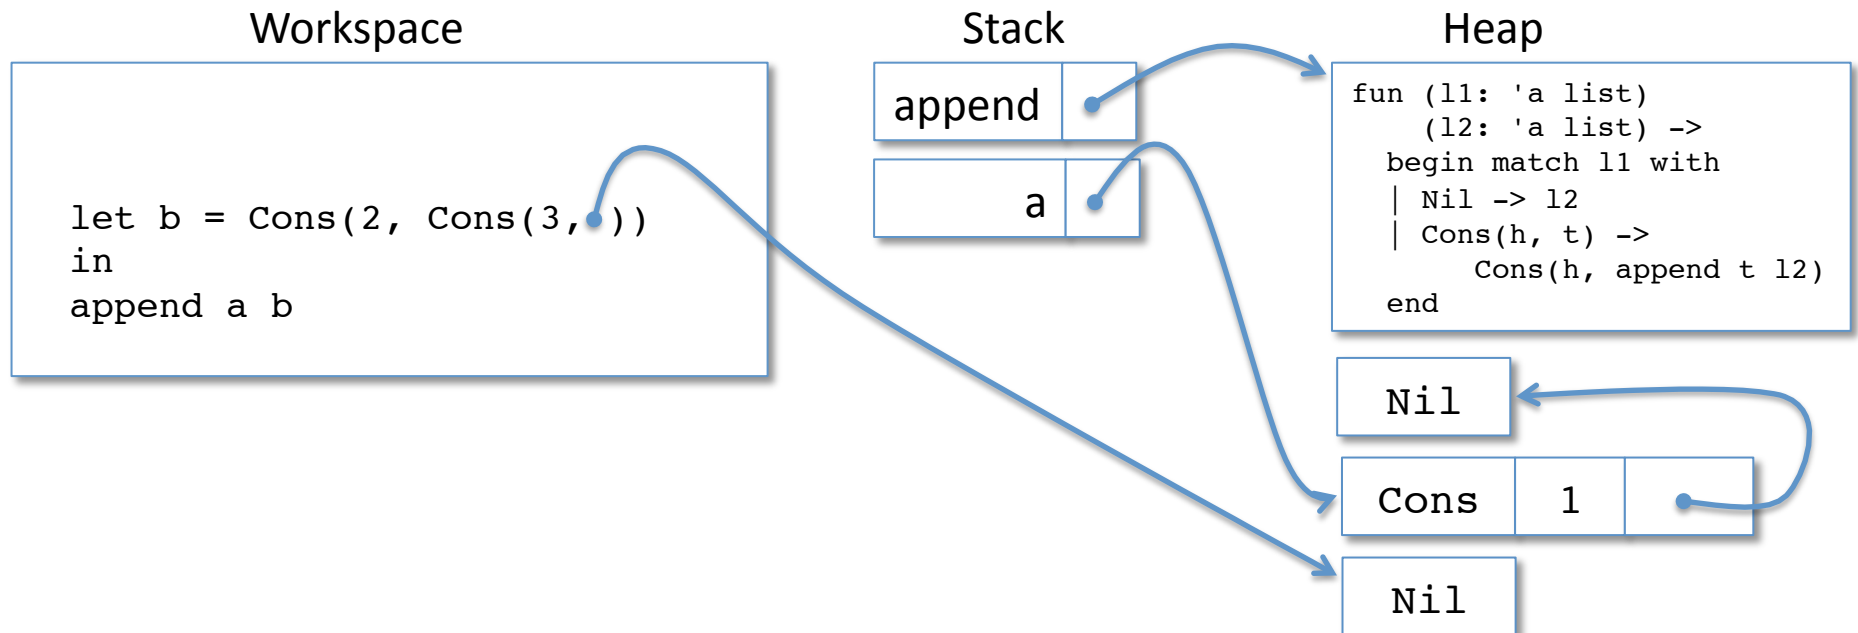 Workspace
let b = Cons(2, Cons(3, ))
in
append a b
Stack
append
a
Heap
fun (l1: 'a list)
(l2: 'a list) ->
begin match l1 with
| Nil -> l2
| Cons(h, t) ->
Cons(h, append t l2)
end
Nil
Cons 1
Nil